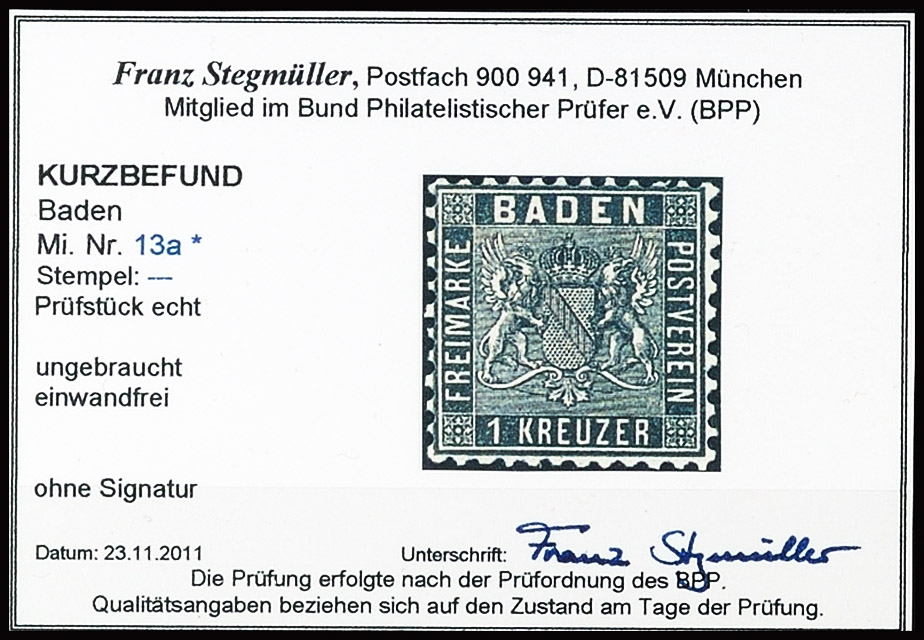 Franz Stegmüller, Postfach 900 941, D-81509 München
Mitglied im Bund Philatelistischer Prüfer e.V. (BPP)
KURZBEFUND
Baden
Mi. Nr. 13a *
Stempel: ---
Prüfstück echt
ungebraucht
einwandfrei
ohne Signatur
BADEN
FREIMARKE
POSTVEREIN
1 KREUZER
Datum: 23.11.2011
Unterschrift: Franz Stegmüller
Die Prüfung erfolgte nach der Prüfordnung des BPP.
Qualitätsangaben beziehen sich auf den Zustand am Tage der Prüfung.